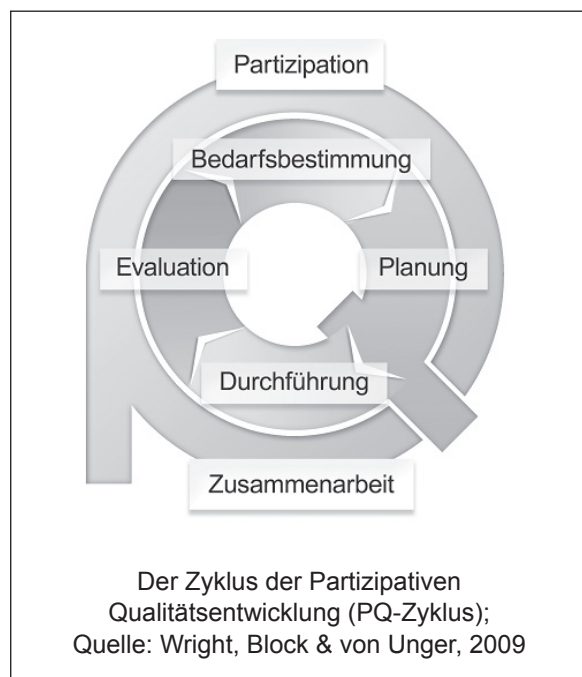 Partizipation
Bedarfsbestimmung
Evaluation
Planung
Durchführung
Zusammenarbeit
Der Zyklus der Partizipativen
Qualitätsentwicklung (PQ-Zyklus);
Quelle: Wright, Block & von Unger, 2009